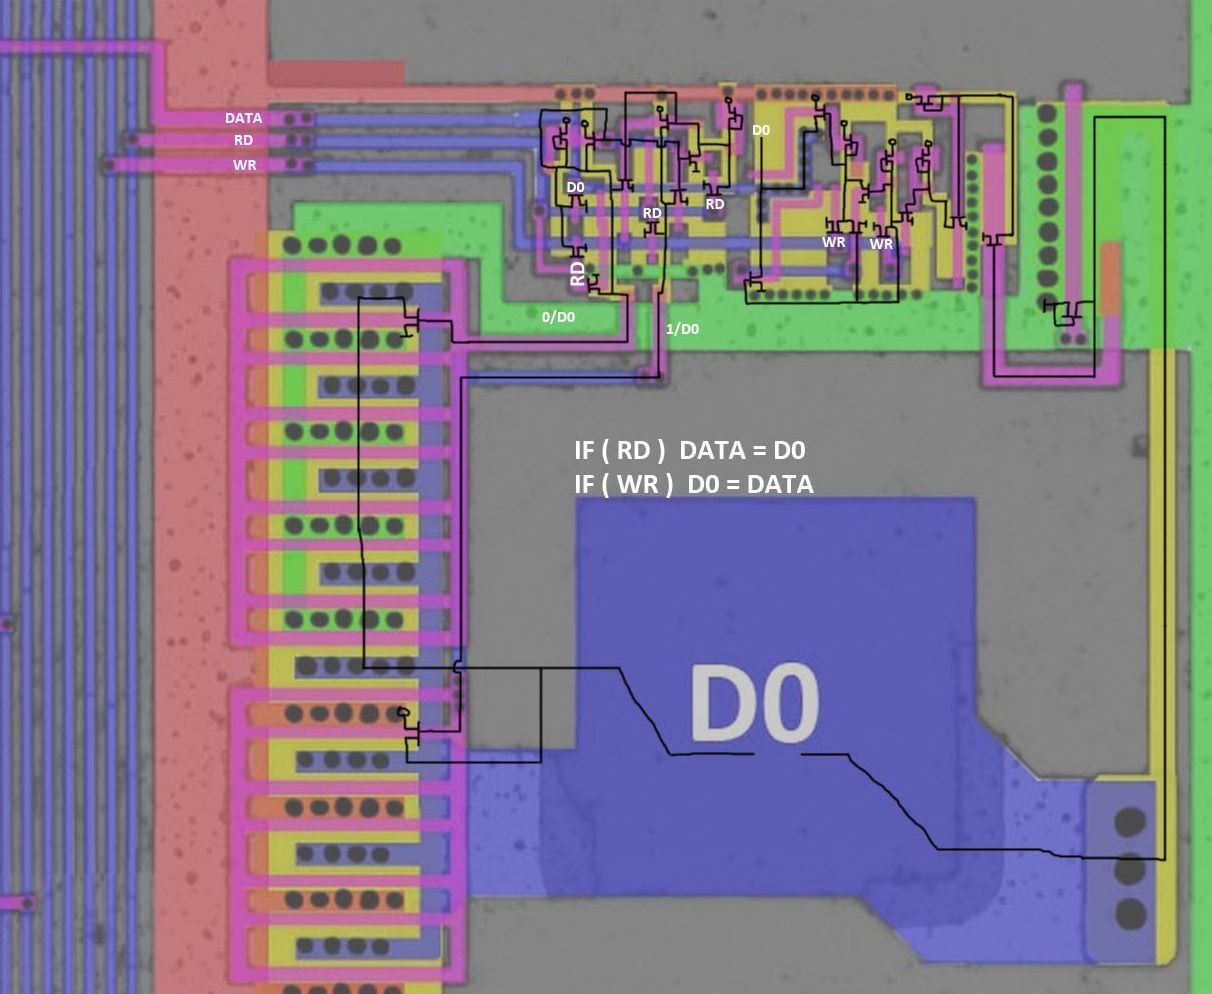 DATA
RD
WR
D0
D0
RD
RD
WR
WR
RD
0/D0
1/D0
IF ( RD ) DATA = D0
IF ( WR ) D0 = DATA
D0